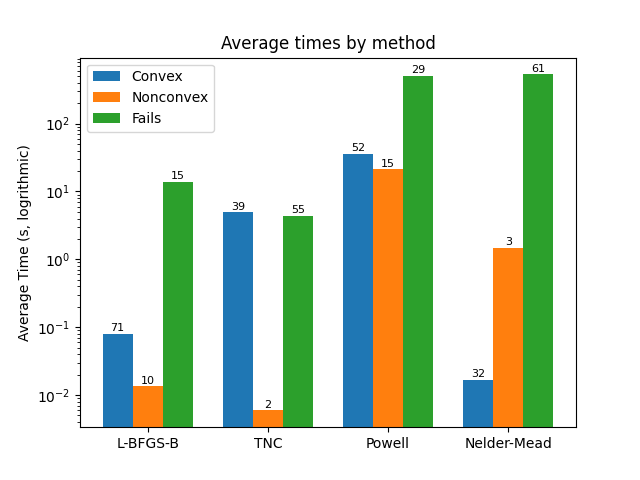 Average times by method
Convex
Nonconvex
Fails
Average Time (s, logrithmic)
10²
10¹
10⁰
10⁻¹
10⁻²
71
10
15
39
2
55
52
15
29
32
3
61
L-BFGS-B
TNC
Powell
Nelder-Mead